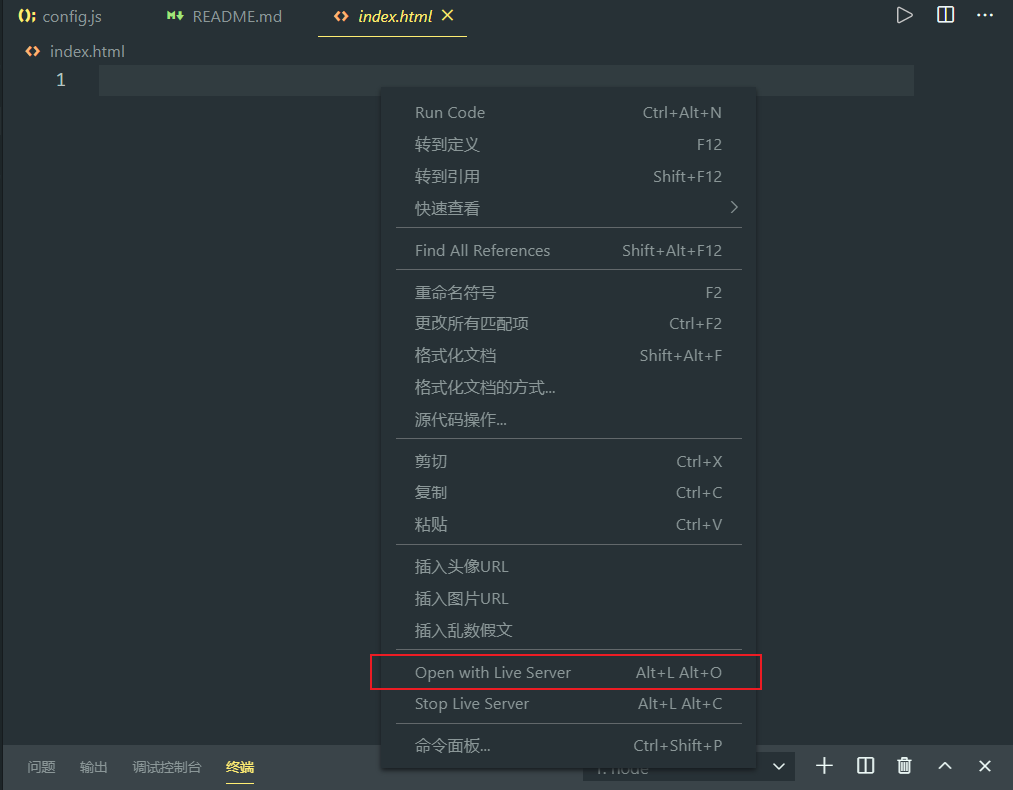 config.js README.md index.html
index.html
1
Run Code Ctrl+Alt+N
转到定义 F12
转到引用 Shift+F12
快速查看
Find All References Shift+Alt+F12
重命名符号 F2
更改所有匹配项 Ctrl+F2
格式化文档 Shift+Alt+F
格式化文档的方式...
源代码操作...
剪切 Ctrl+X
复制 Ctrl+C
粘贴 Ctrl+V
插入头像URL
插入图片URL
插入乱数假文
Open with Live Server Alt+L Alt+O
Stop Live Server Alt+L Alt+C
命令面板... Ctrl+Shift+P
问题 输出 调试控制台 终端 1: node